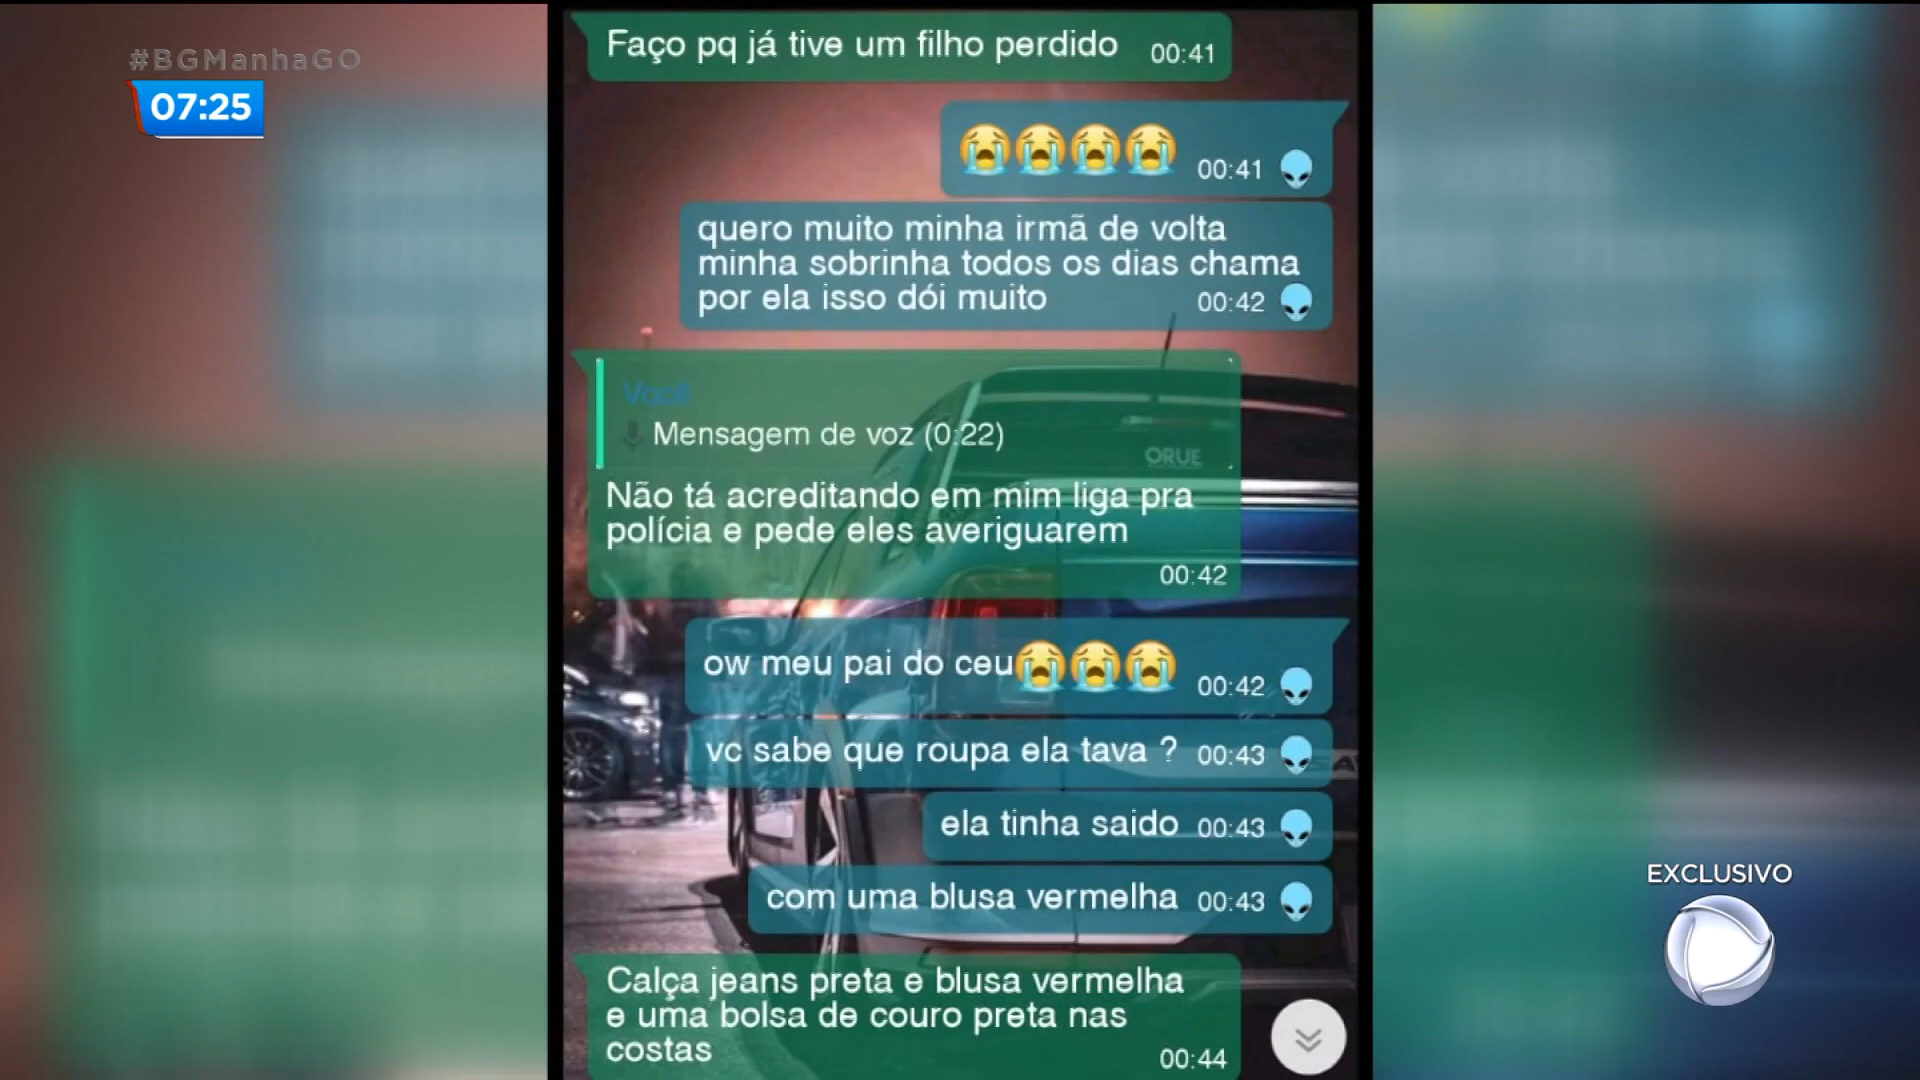 #BGManhaGO
07:25
Faço pq já tive um filho perdido 00:41
😭😭😭😭 00:41 👽
quero muito minha irmã de volta
minha sobrinha todos os dias chama
por ela isso dói muito 00:42 👽
Você
Mensagem de voz (0:22)
ORUE
Não tá acreditando em mim liga pra
polícia e pede eles averiguarem
00:42
ow meu pai do ceu😭😭😭 00:42 👽
vc sabe que roupa ela tava ? 00:43 👽
ela tinha saido 00:43 👽
com uma blusa vermelha 00:43 👽
Calça jeans preta e blusa vermelha
e uma bolsa de couro preta nas
costas
00:44
EXCLUSIVO